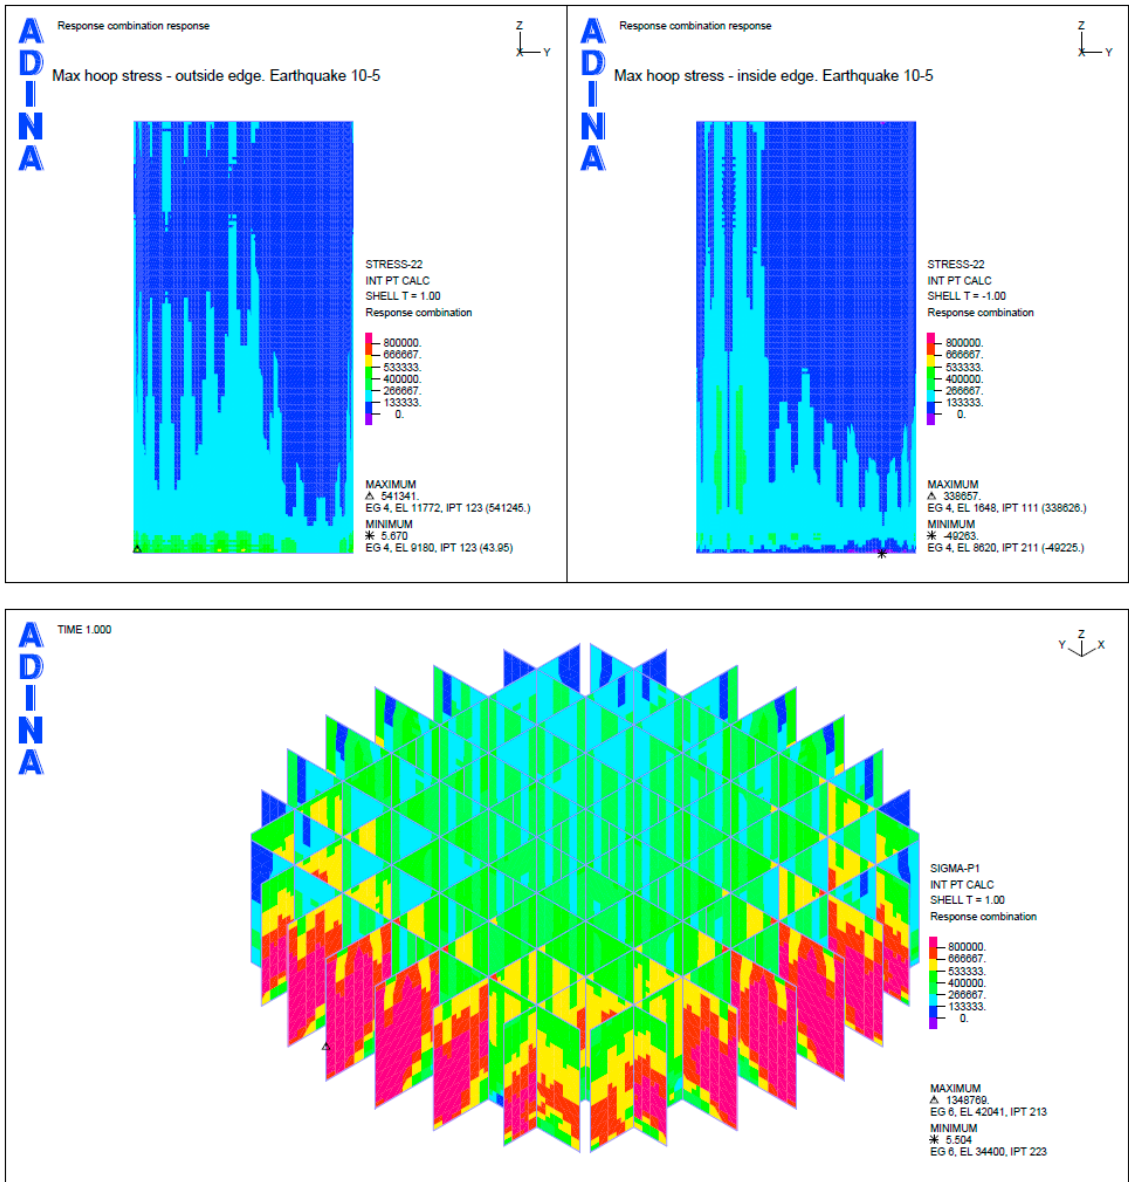 ADINA
Response combination response
Z
X Y
Max hoop stress - outside edge. Earthquake 10-5
STRESS-22
INT PT CALC
SHELL T = 1.00
Response combination
800000.
666667.
533333.
400000.
266667.
133333.
0.
MAXIMUM
541341.
EG 4, EL 11772, IPT 123 (541245.)
MINIMUM
5.670
EG 4, EL 9180, IPT 123 (43.95)
ADINA
Response combination response
Z
X Y
Max hoop stress - inside edge. Earthquake 10-5
STRESS-22
INT PT CALC
SHELL T = -1.00
Response combination
800000.
666667.
533333.
400000.
266667.
133333.
0.
MAXIMUM
338657.
EG 4, EL 1648, IPT 111 (338626.)
MINIMUM
-49263.
EG 4, EL 8620, IPT 211 (-49225.)
ADINA
TIME 1.000
Z
Y X
SIGMA-P1
INT PT CALC
SHELL T = 1.00
Response combination
800000.
666667.
533333.
400000.
266667.
133333.
0.
MAXIMUM
1348769.
EG 6, EL 42041, IPT 213
MINIMUM
5.504
EG 6, EL 34400, IPT 223